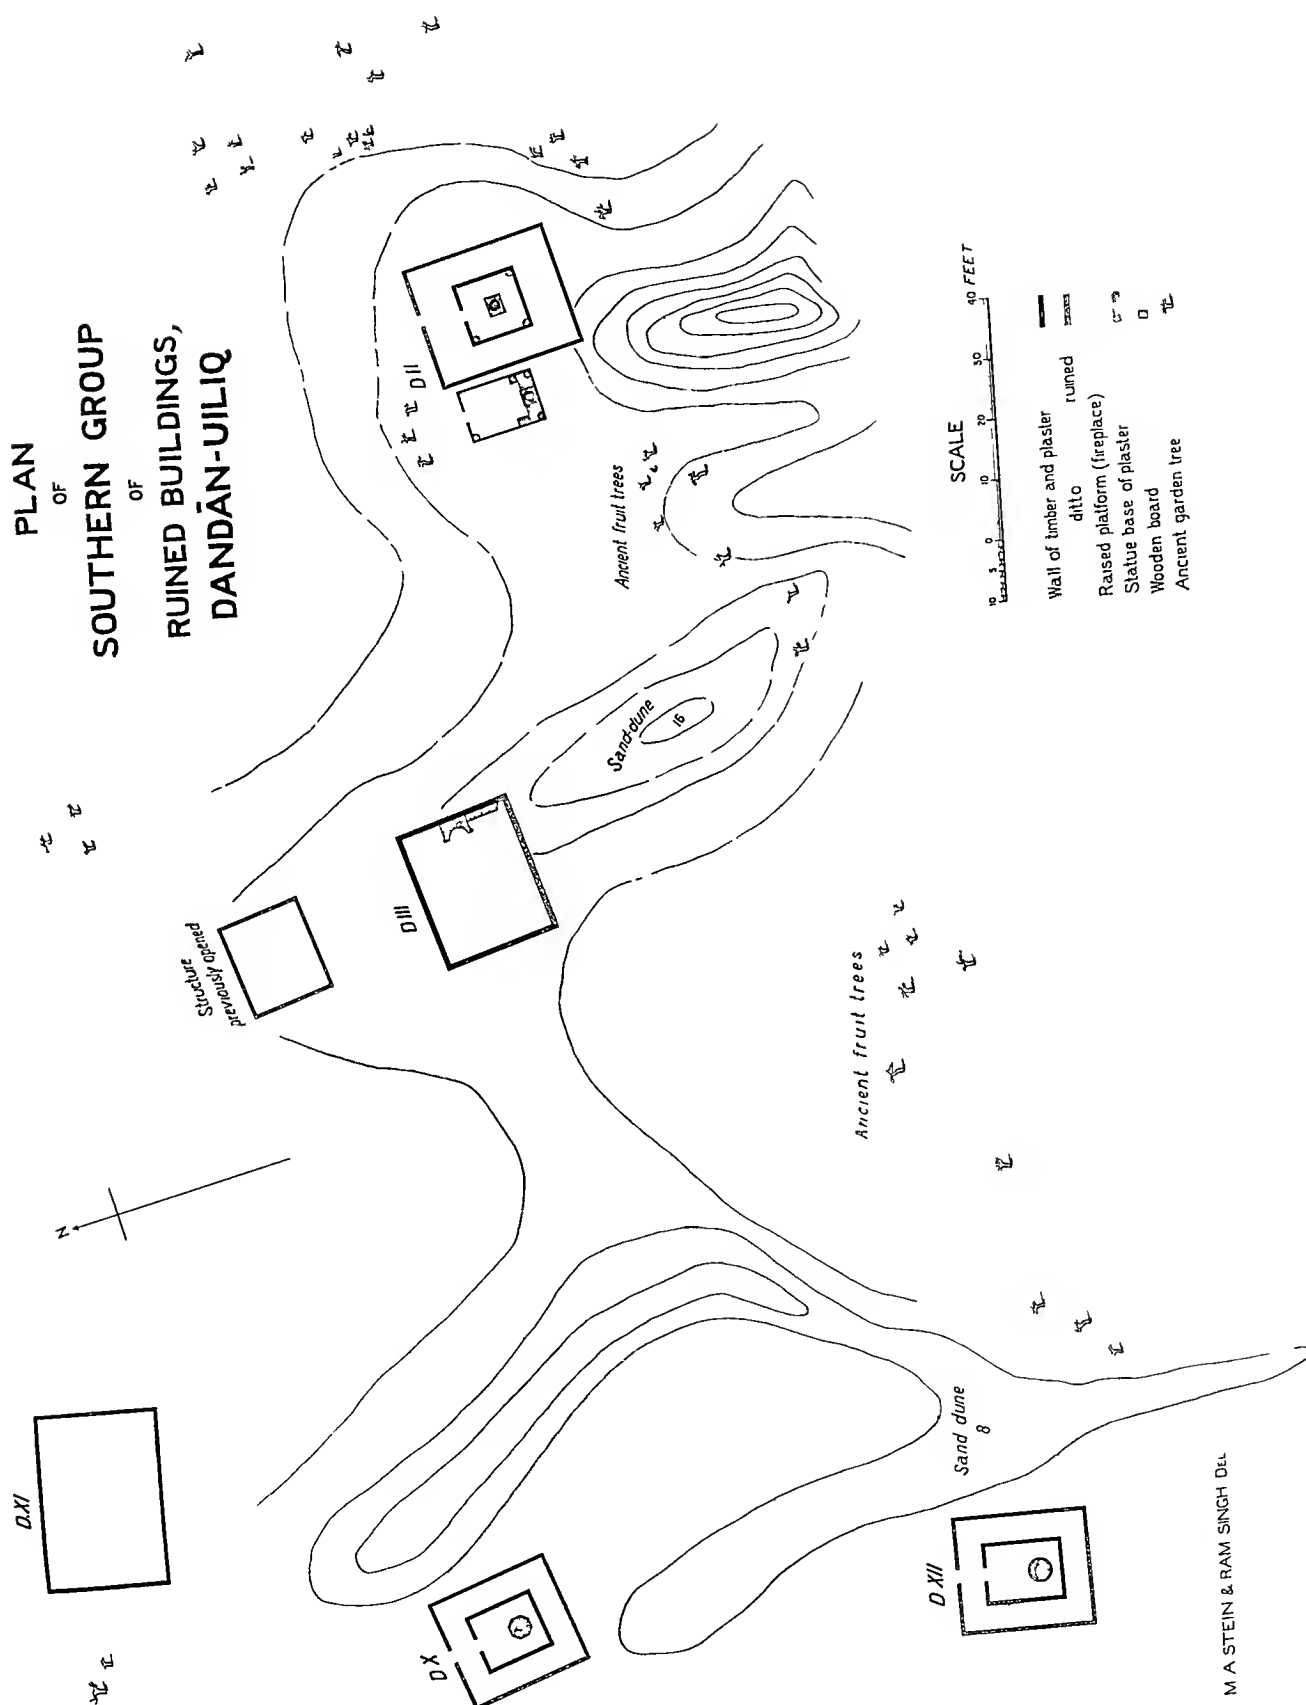 PLAN
OF
SOUTHERN GROUP
OF
RUINED BUILDINGS,
DANDĀN-UILIQ
D II
Ancient fruit trees
Sand-dune
16
D III
Structure
previously opened
N
Ancient fruit trees
D.XI
D X
Sand dune
8
D XII
SCALE
10 5 0 10 20 30 40 FEET
Wall of timber and plaster
ditto ruined
Raised platform (fireplace)
Statue base of plaster
Wooden board
Ancient garden tree
M A STEIN & RAM SINGH DEL